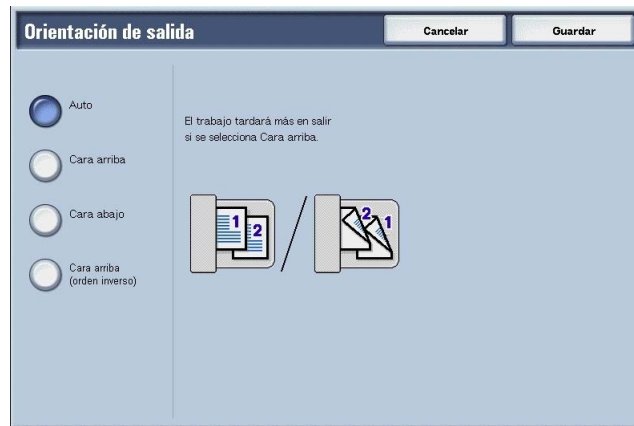 Orientación de salida
Cancelar
Guardar
Auto
Cara arriba
Cara abajo
Cara arriba
(orden inverso)
El trabajo tardará más en salir
si se selecciona Cara arriba.
1
2
2
1